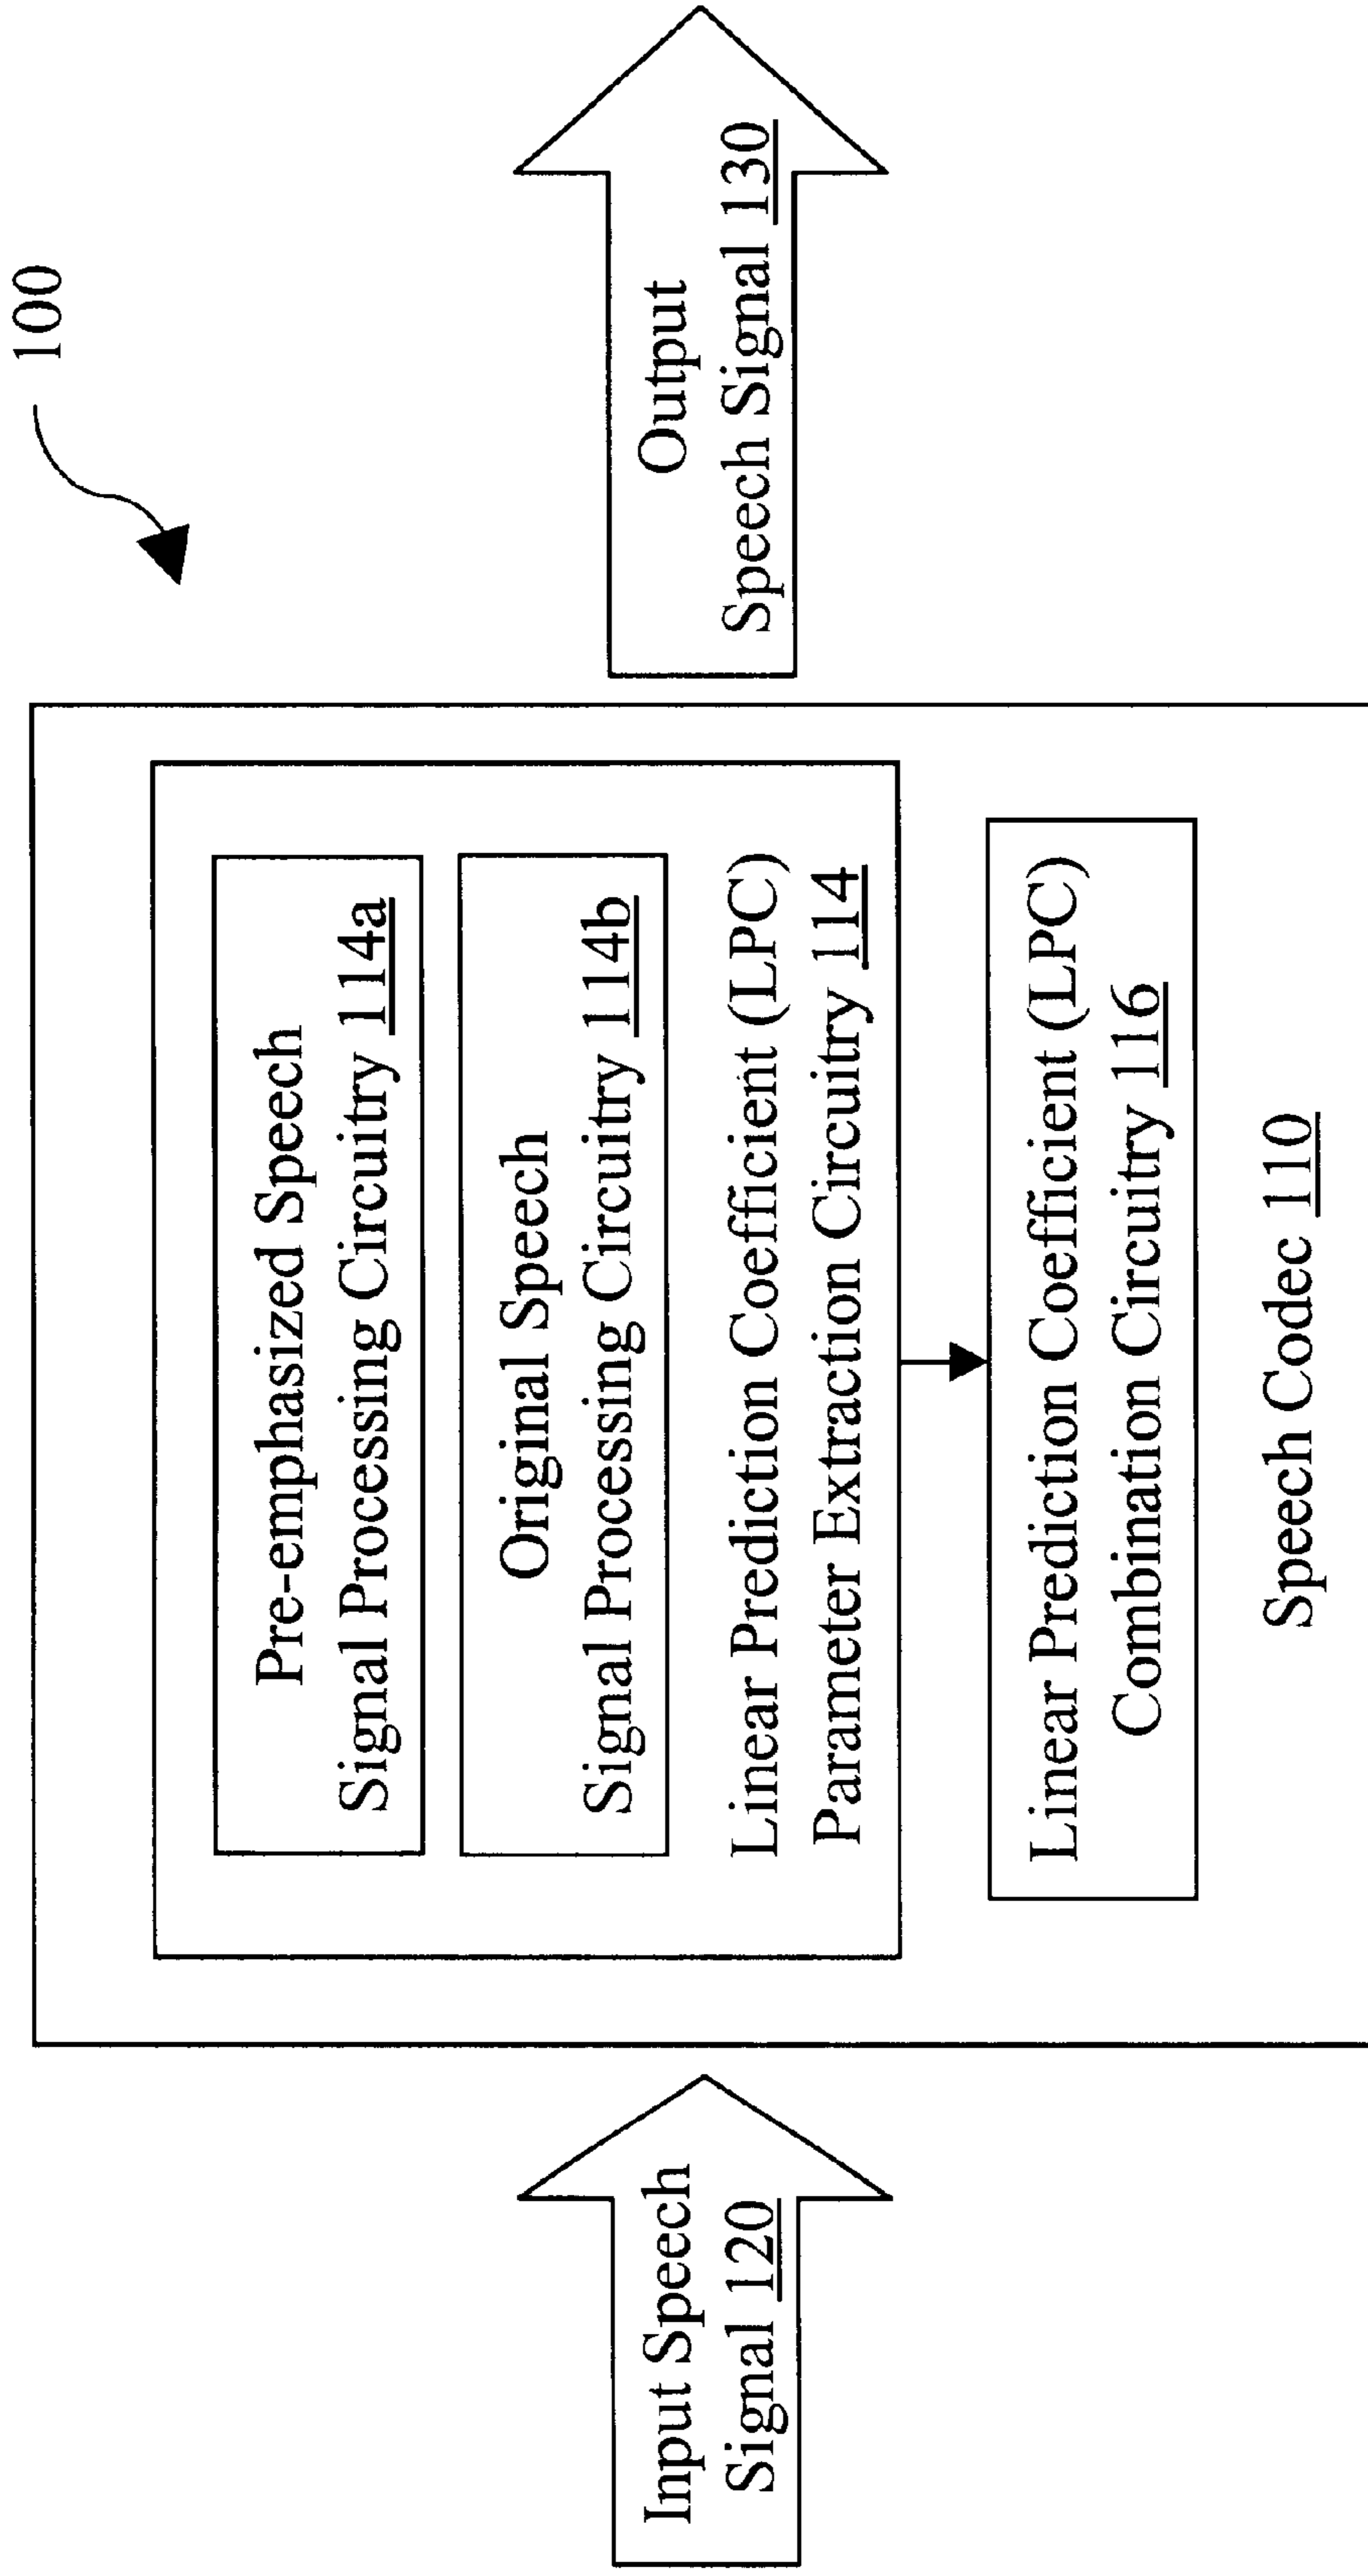 100
Pre-emphasized Speech
Signal Processing Circuitry 114a
Original Speech
Signal Processing Circuitry 114b
Linear Prediction Coefficient (LPC)
Parameter Extraction Circuitry 114
Linear Prediction Coefficient (LPC)
Combination Circuitry 116
Speech Codec 110
Input Speech
Signal 120
Output
Speech Signal 130